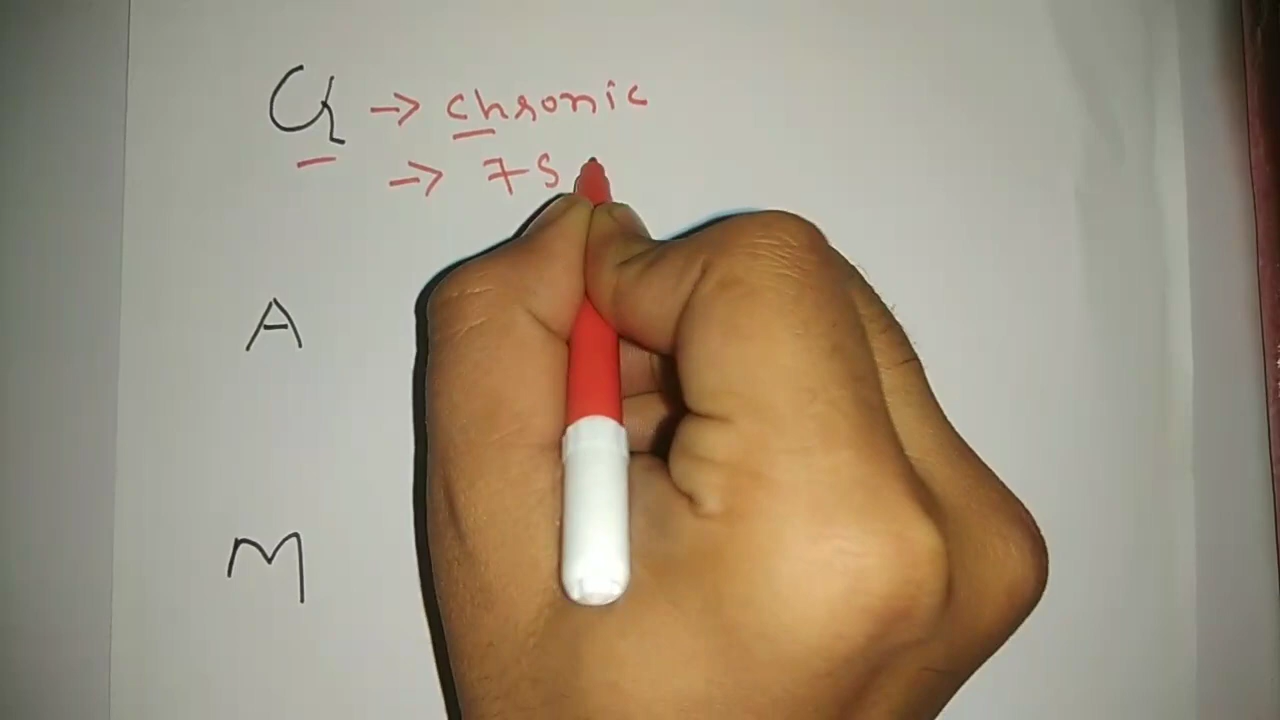 G → chronic
→ 7S
A
M